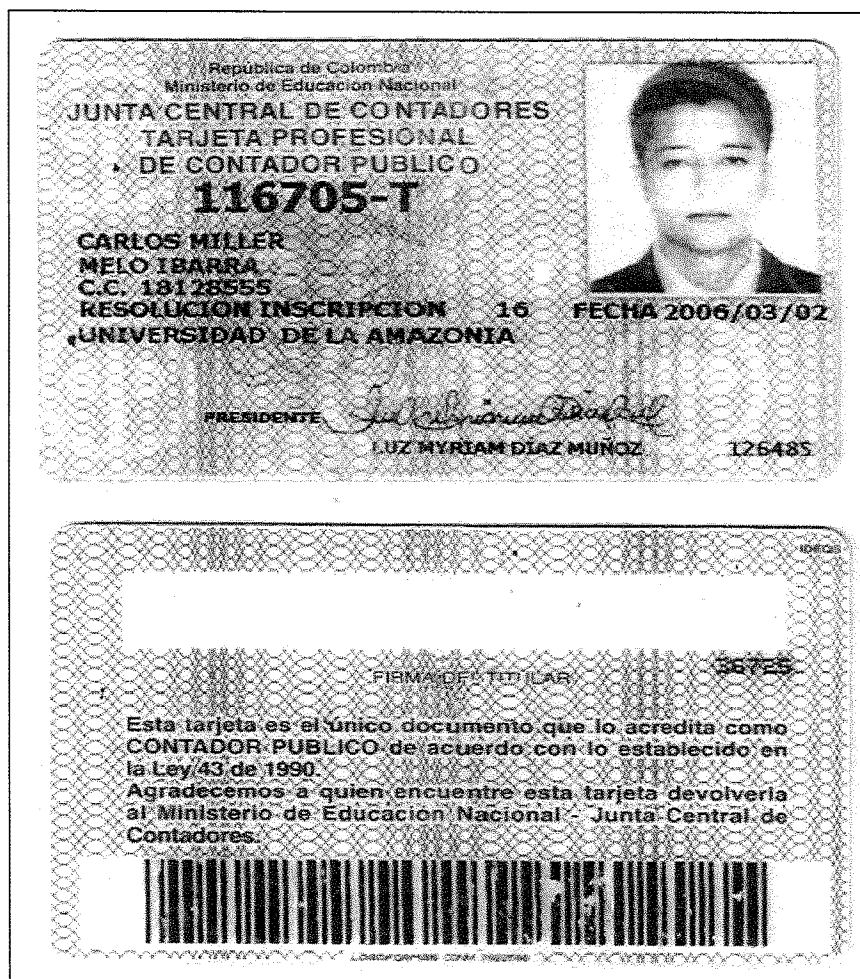 República de Colombia
Ministerio de Educación Nacional
JUNTA CENTRAL DE CONTADORES
TARJETA PROFESIONAL
DE CONTADOR PUBLICO
116705-T
CARLOS MILLER
MELO IBARRA
C.C. 18128555
RESOLUCION INSCRIPCION 16 FECHA 2006/03/02
UNIVERSIDAD DE LA AMAZONIA
PRESIDENTE
LUZ MYRIAM DÍAZ MUÑOZ 126485
36725
FIRMA DEL TITULAR
Esta tarjeta es el único documento que lo acredita como
CONTADOR PUBLICO de acuerdo con lo establecido en
la Ley 43 de 1990.
Agradecemos a quien encuentre esta tarjeta devolverla
al Ministerio de Educación Nacional - Junta Central de
Contadores.